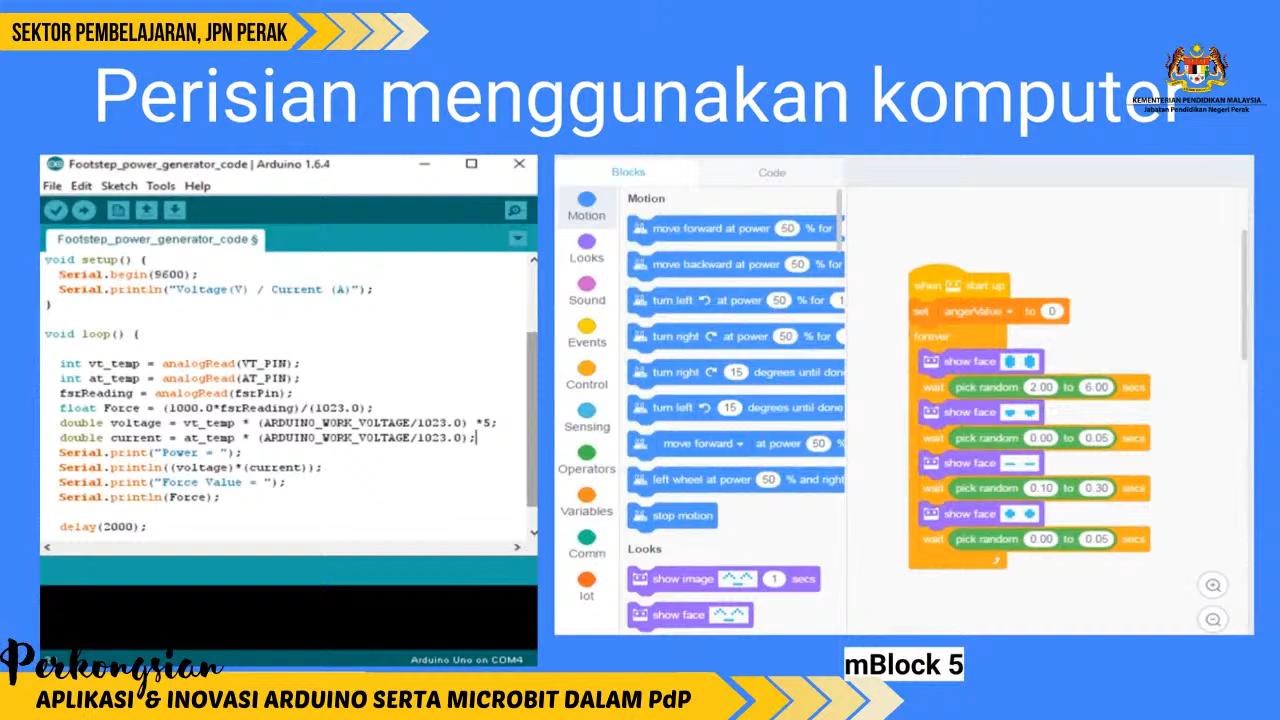 SEKTOR PEMBELAJARAN, JPN PERAK
Perisian menggunakan komputer
KEMENTERIAN PENDIDIKAN MALAYSIA
Jabatan Pendidikan Negeri Perak
Footstep_power_generator_code | Arduino 1.6.4
File Edit Sketch Tools Help
Footstep_power_generator_code §
void setup() {
Serial.begin(9600);
Serial.println("Voltage(V) / Current (A)");
}
void loop() {
int vt_temp = analogRead(VT_PIN);
int at_temp = analogRead(AT_PIN);
fsrReading = analogRead(fsrPin);
float Force = (1000.0*fsrReading)/(1023.0);
double voltage = vt_temp * (ARDUINO_WORK_VOLTAGE/1023.0) *5;
double current = at_temp * (ARDUINO_WORK_VOLTAGE/1023.0);
Serial.print("Power = ");
Serial.println((voltage)*(current));
Serial.print("Force Value = ");
Serial.println(Force);
delay(2000);
Arduino Uno on COM4
Blocks Code
Motion
Looks
Sound
Events
Control
Sensing
Operators
Variables
Comm
Iot
Motion
move forward at power 50 % for
move backward at power 50 % for
turn left at power 50 % for 1
turn right at power 50 % for
turn right 15 degrees until done
turn left 15 degrees until done
move forward at power 50 %
left wheel at power 50 % and right
stop motion
Looks
show image 1 secs
show face
when start up
set angerValue to 0
forever
show face
wait pick random 2.00 to 6.00 secs
show face
wait pick random 0.00 to 0.05 secs
show face
wait pick random 0.10 to 0.30 secs
show face
wait pick random 0.00 to 0.05 secs
mBlock 5
Perkongsian
APLIKASI & INOVASI ARDUINO SERTA MICROBIT DALAM PdP